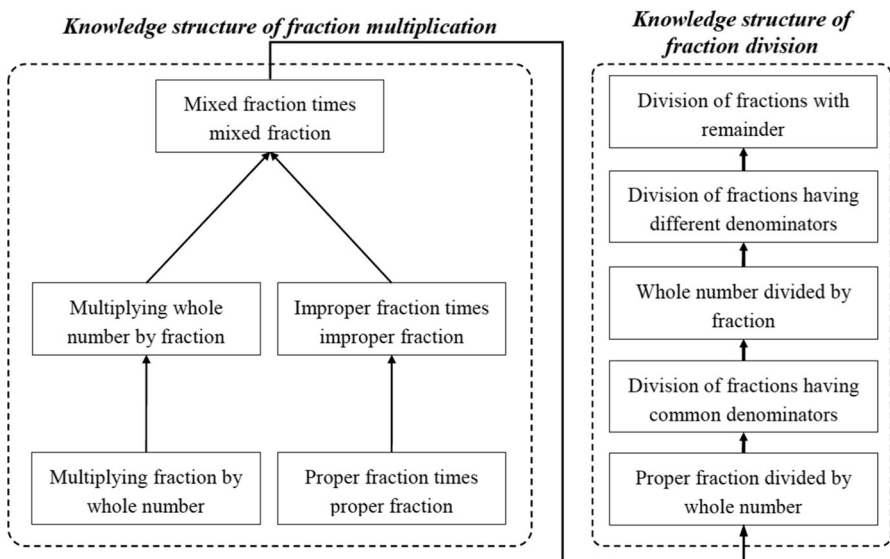 Knowledge structure of fraction multiplication
Mixed fraction times
mixed fraction
Multiplying whole
number by fraction
Improper fraction times
improper fraction
Multiplying fraction by
whole number
Proper fraction times
proper fraction
Knowledge structure of
fraction division
Division of fractions with
remainder
Division of fractions having
different denominators
Whole number divided by
fraction
Division of fractions having
common denominators
Proper fraction divided by
whole number